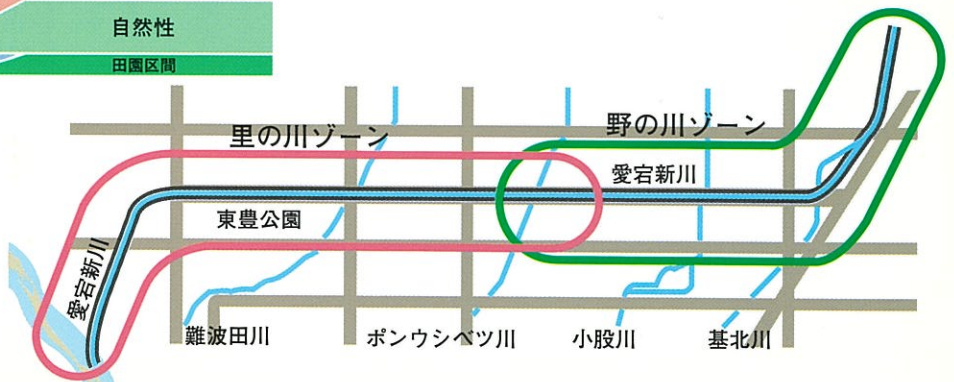 自然性
田園区間
里の川ゾーン
野の川ゾーン
愛宕新川
東豊公園
愛宕新川
難波田川
ポンウシベツ川
小股川
基北川